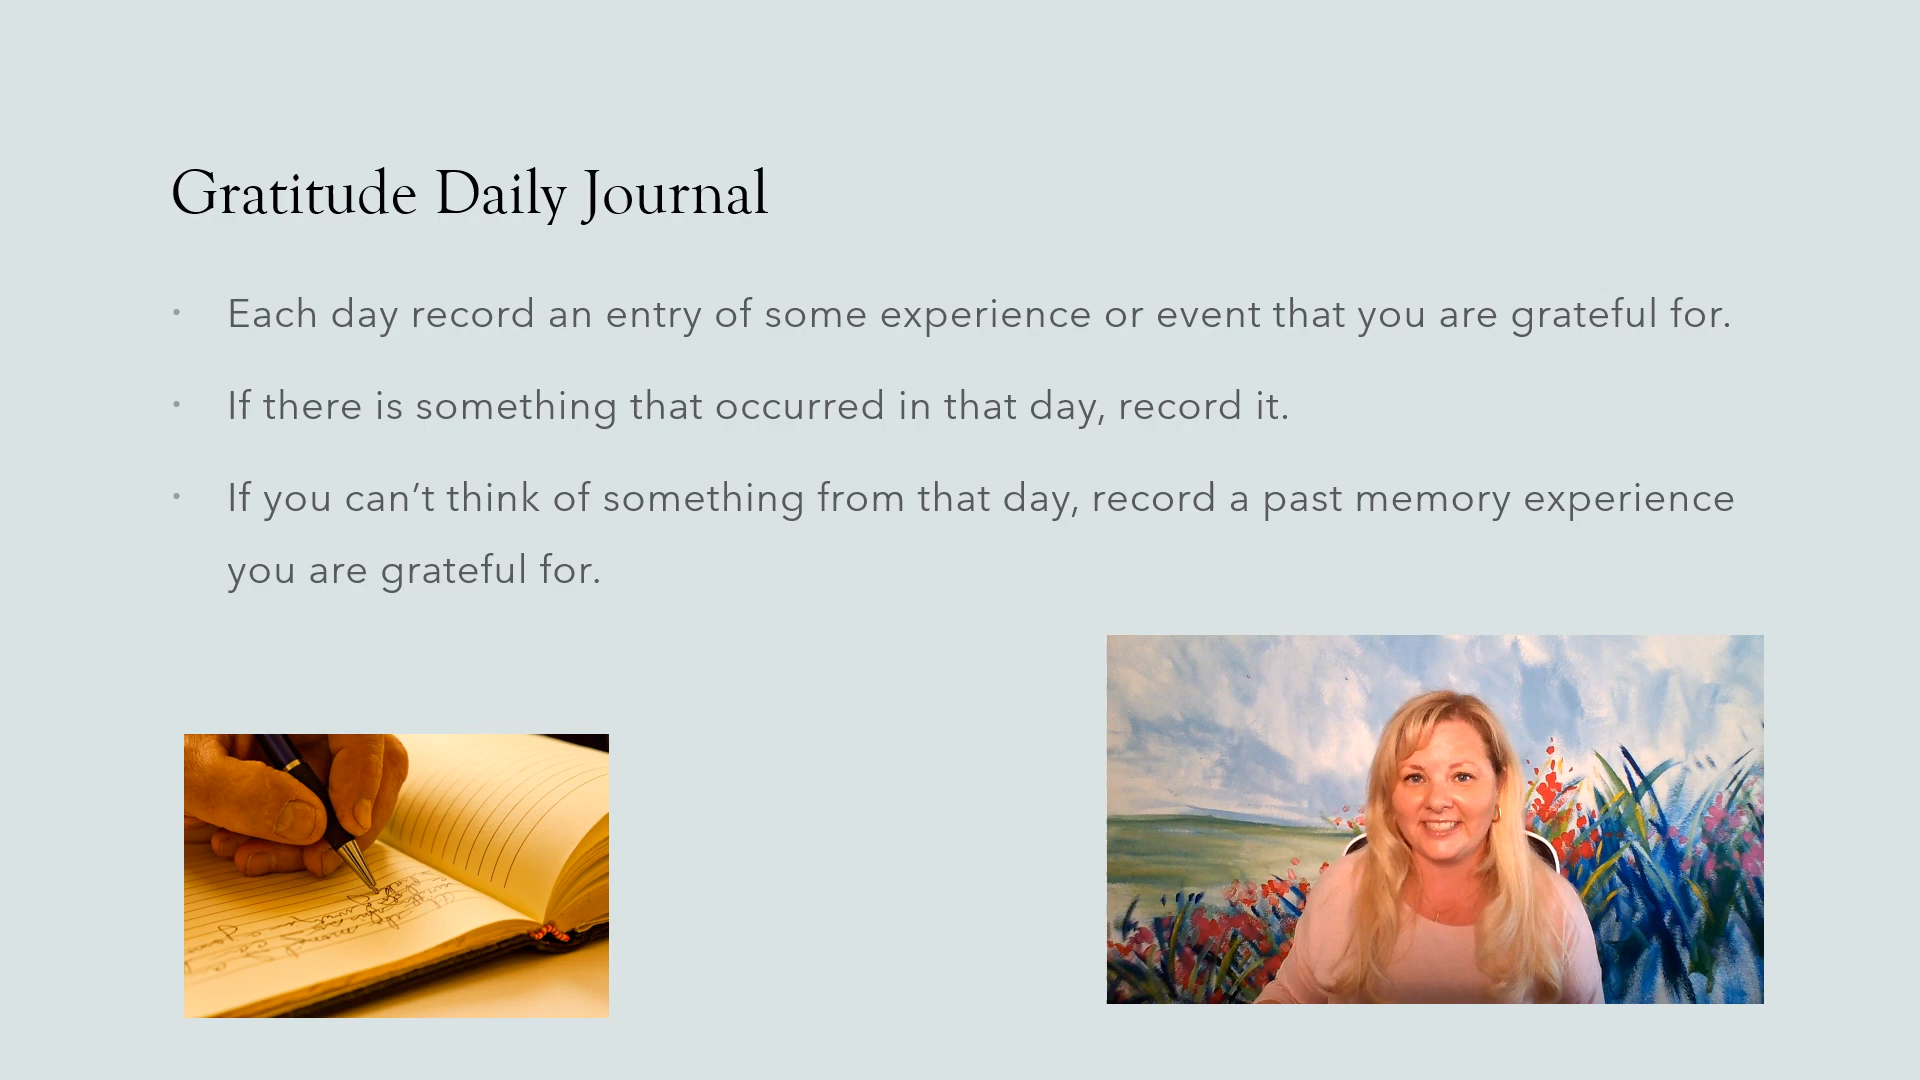 Gratitude Daily Journal
• Each day record an entry of some experience or event that you are grateful for.
• If there is something that occurred in that day, record it.
• If you can’t think of something from that day, record a past memory experience
you are grateful for.